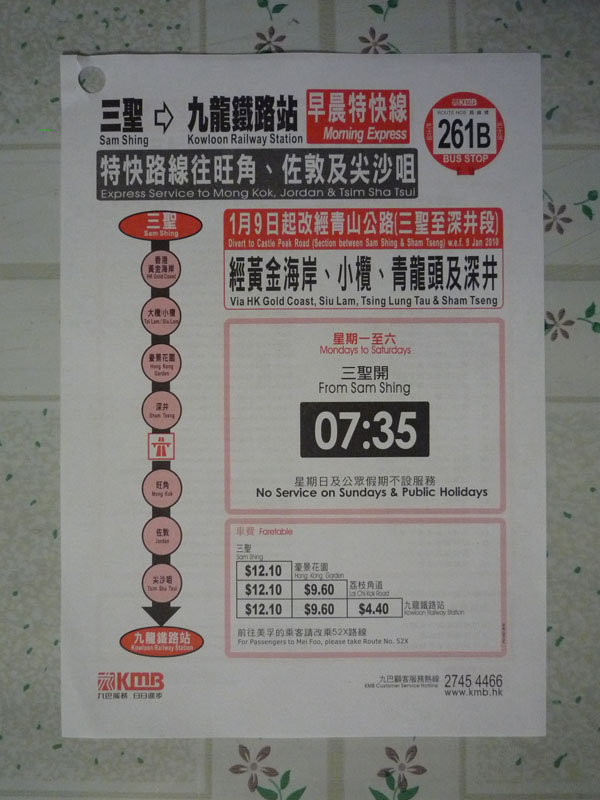 三聖 ⇨ 九龍鐵路站 早晨特快線
Sam Shing Kowloon Railway Station Morning Express
KMB
261B
BUS STOP
特快路線往旺角、佐敦及尖沙咀
Express Service to Mong Kok, Jordan & Tsim Sha Tsui
三聖
Sam Shing
香港
黃金海岸
HK Gold Coast
大欖/小欖
Tai Lam / Siu Lam
豪景花園
Hong Kong
Garden
深井
Sham Tseng
旺角
Mong Kok
佐敦
Jordan
尖沙咀
Tsim Sha Tsui
九龍鐵路站
Kowloon Railway Station
1月9日起改經青山公路(三聖至深井段)
Divert to Castle Peak Road (Section between Sam Shing & Sham Tseng) w.e.f. 9 Jan 2010
經黃金海岸、小欖、青龍頭及深井
Via HK Gold Coast, Siu Lam, Tsing Lung Tau & Sham Tseng
星期一至六
Mondays to Saturdays
三聖開
From Sam Shing
07:35
星期日及公眾假期不設服務
No Service on Sundays & Public Holidays
車費 Faretable
三聖
Sam Shing
$12.10 豪景花園
Hong Kong Garden
$12.10 $9.60 荔枝角道
Lai Chi Kok Road
$12.10 $9.60 $4.40 九龍鐵路站
Kowloon Railway Station
前往美孚的乘客請改乘52X路線
For Passengers to Mei Foo, please take Route No. 52X
KMB
九巴服務 日日進步
九巴顧客服務熱線 2745 4466
KMB Customer Service Hotline
www.kmb.hk